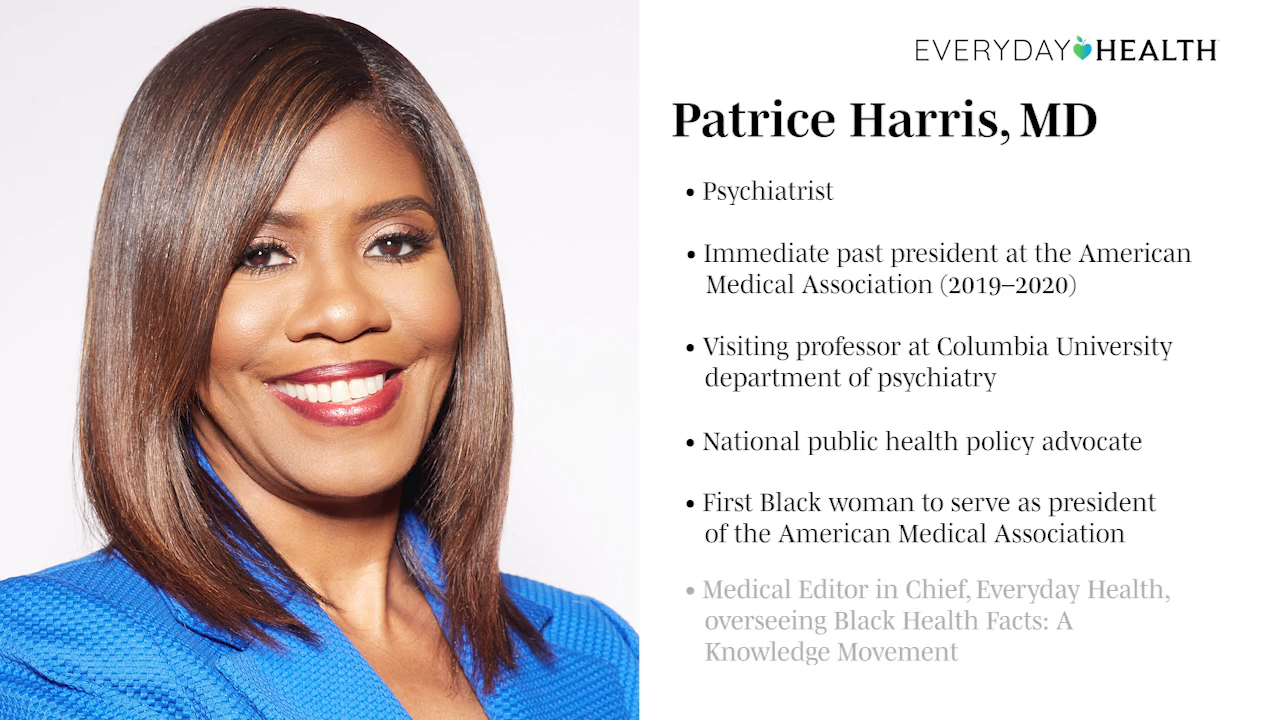 EVERYDAY HEALTH
Patrice Harris, MD
• Psychiatrist
• Immediate past president at the American
Medical Association (2019–2020)
• Visiting professor at Columbia University
department of psychiatry
• National public health policy advocate
• First Black woman to serve as president
of the American Medical Association
• Medical Editor in Chief, Everyday Health,
overseeing Black Health Facts: A
Knowledge Movement